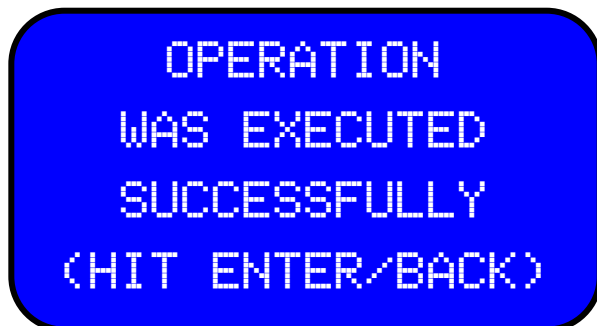 OPERATION
WAS EXECUTED
SUCCESSFULLY
(HIT ENTER/BACK)